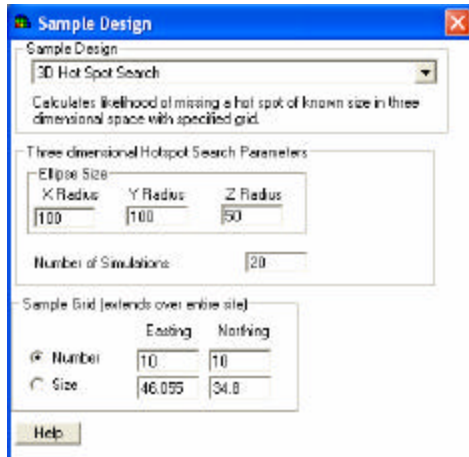 Sample Design
Sample Design
3D Hot Spot Search
Calculates likelihood of missing a hot spot of known size in three
dimensional space with specified grid.
Three dimensional Hotspot Search Parameters
Ellipse Size
X Radius Y Radius Z Radius
100 100 50
Number of Simulations 20
Sample Grid (extends over entire site)
Easting Northing
Number 10 10
Size 46.055 34.8
Help